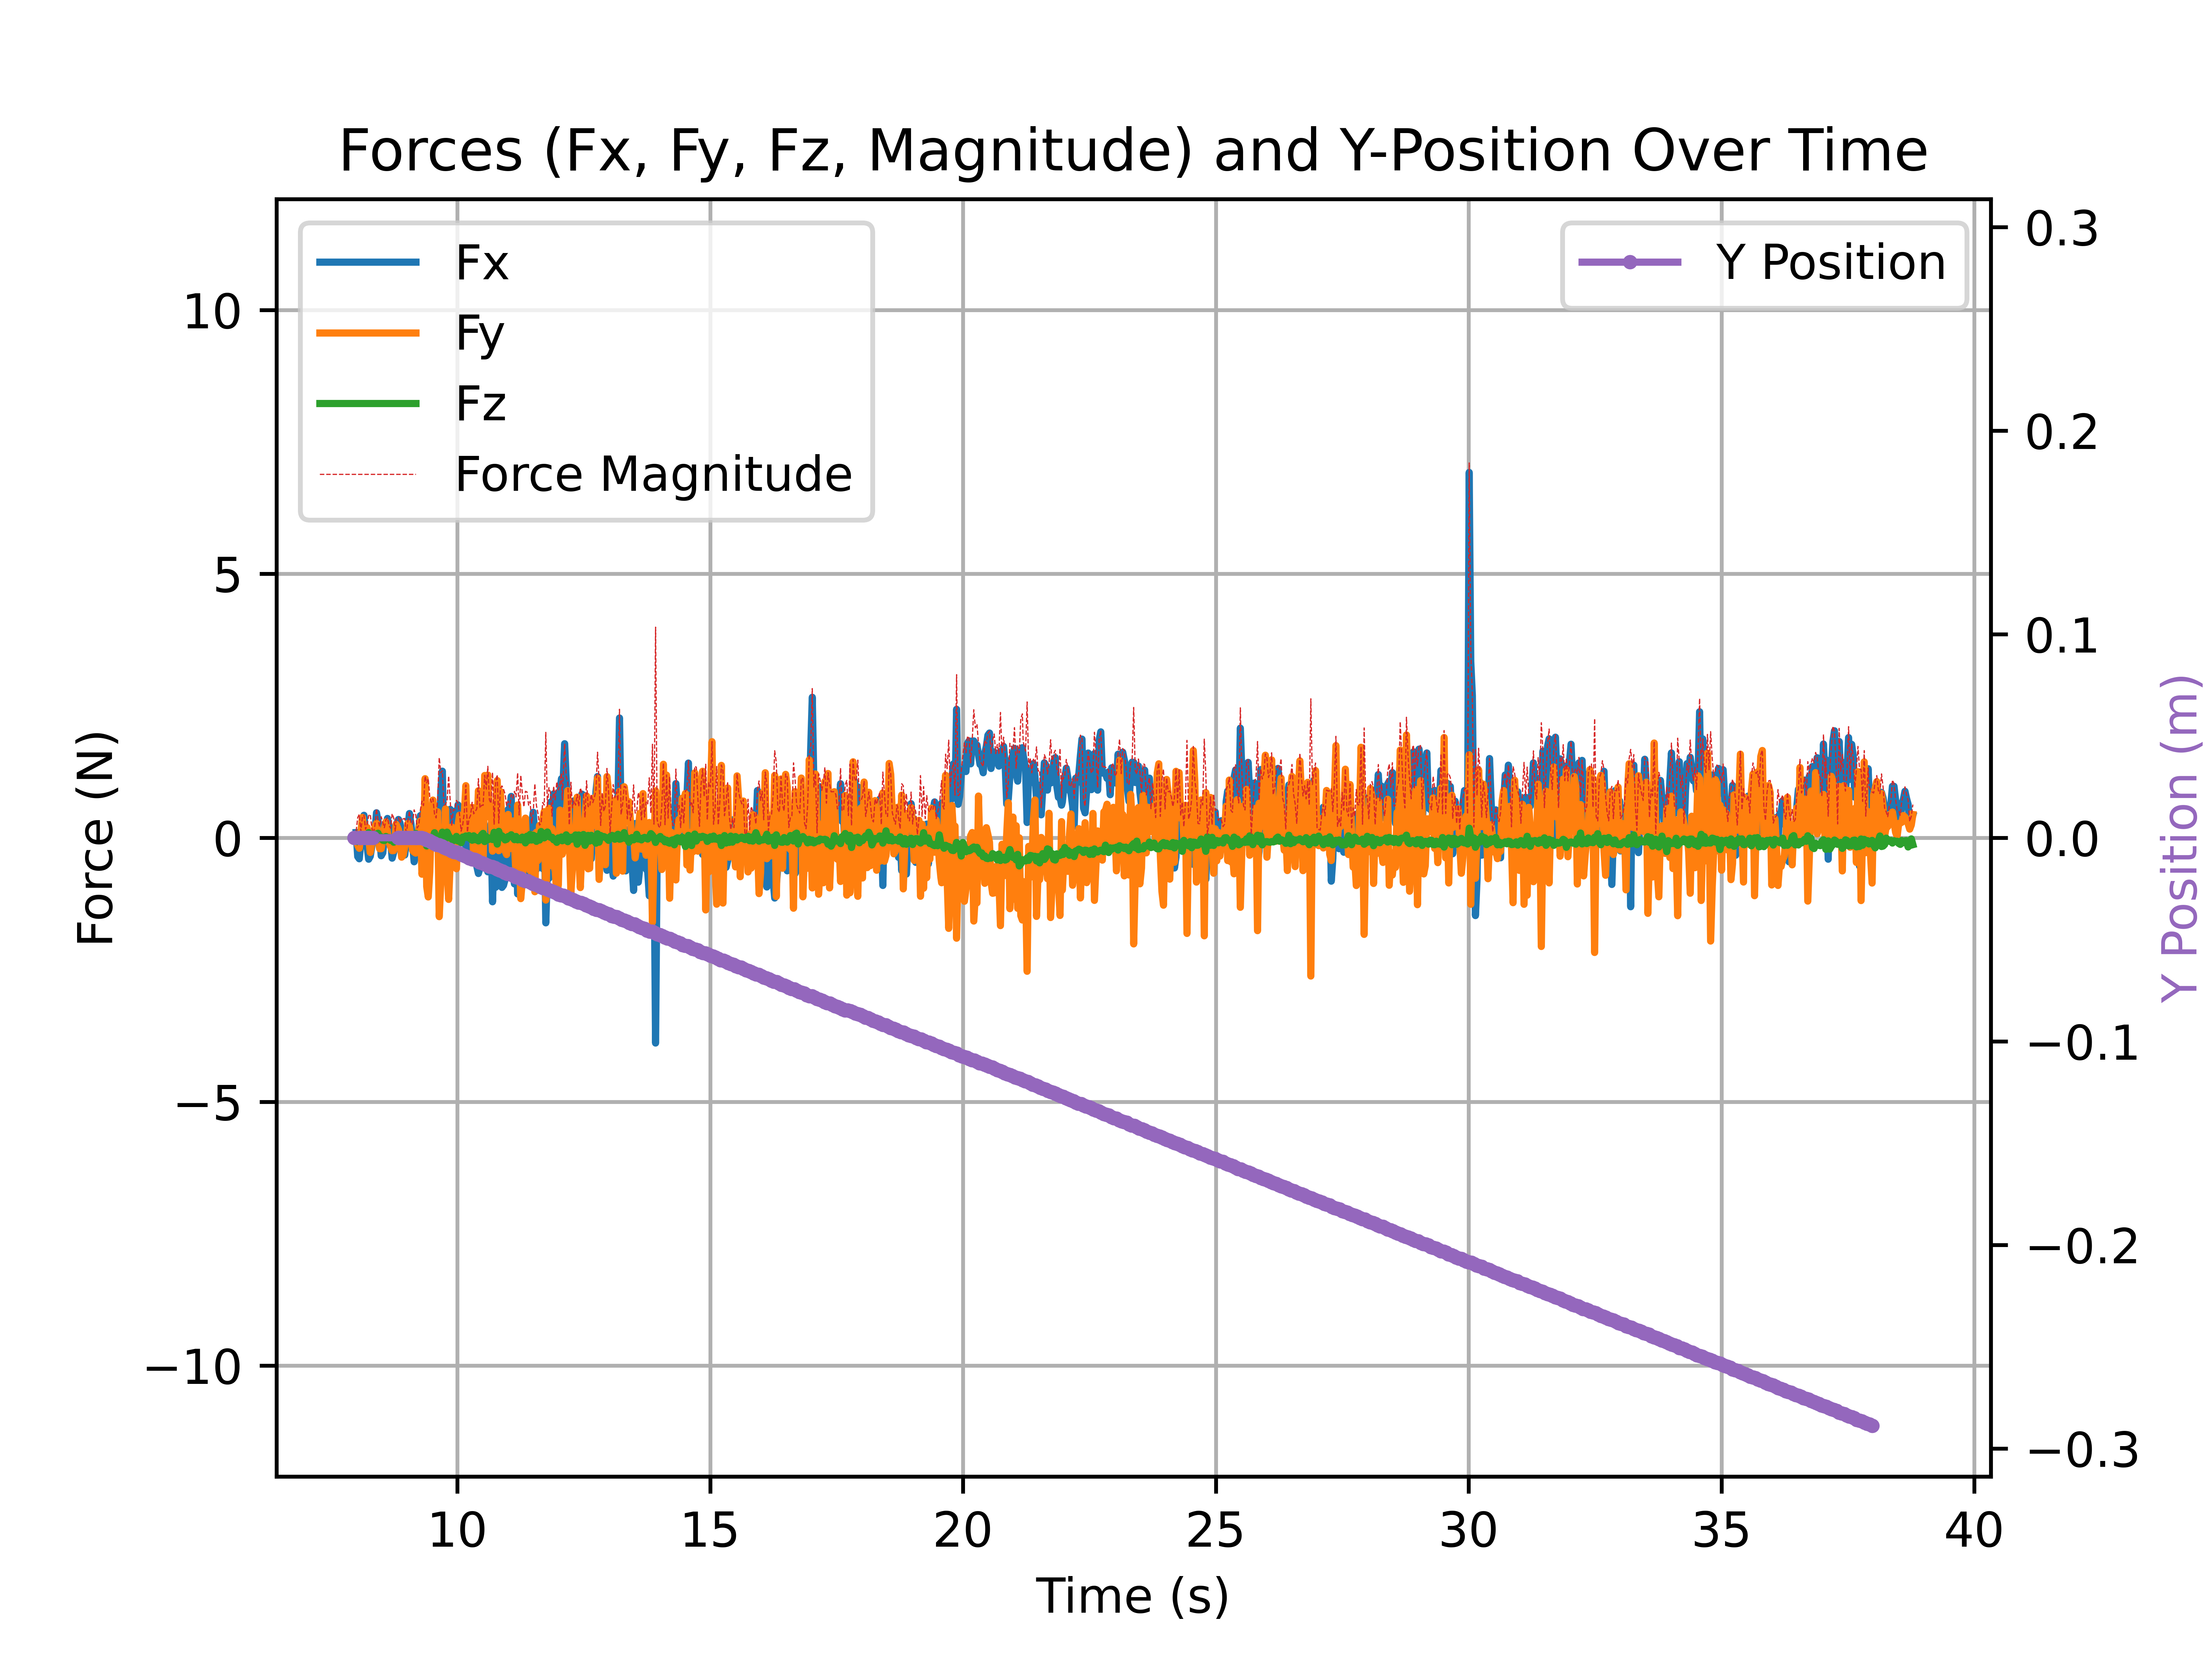 Forces (Fx, Fy, Fz, Magnitude) and Y-Position Over Time
Fx
Fy
Fz
Force Magnitude
Y Position
10
5
0
−5
−10
Force (N)
0.3
0.2
0.1
0.0
−0.1
−0.2
−0.3
Y Position (m)
10
15
20
25
30
35
40
Time (s)